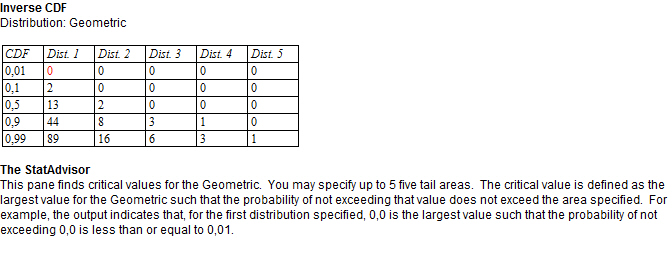 Inverse CDF
Distribution: Geometric
CDF Dist. 1 Dist. 2 Dist. 3 Dist. 4 Dist. 5
0,01 0 0 0 0 0
0,1 2 0 0 0 0
0,5 13 2 0 0 0
0,9 44 8 3 1 0
0,99 89 16 6 3 1
The StatAdvisor
This pane finds critical values for the Geometric. You may specify up to 5 five tail areas. The critical value is defined as the
largest value for the Geometric such that the probability of not exceeding that value does not exceed the area specified. For
example, the output indicates that, for the first distribution specified, 0,0 is the largest value such that the probability of not
exceeding 0,0 is less than or equal to 0,01.